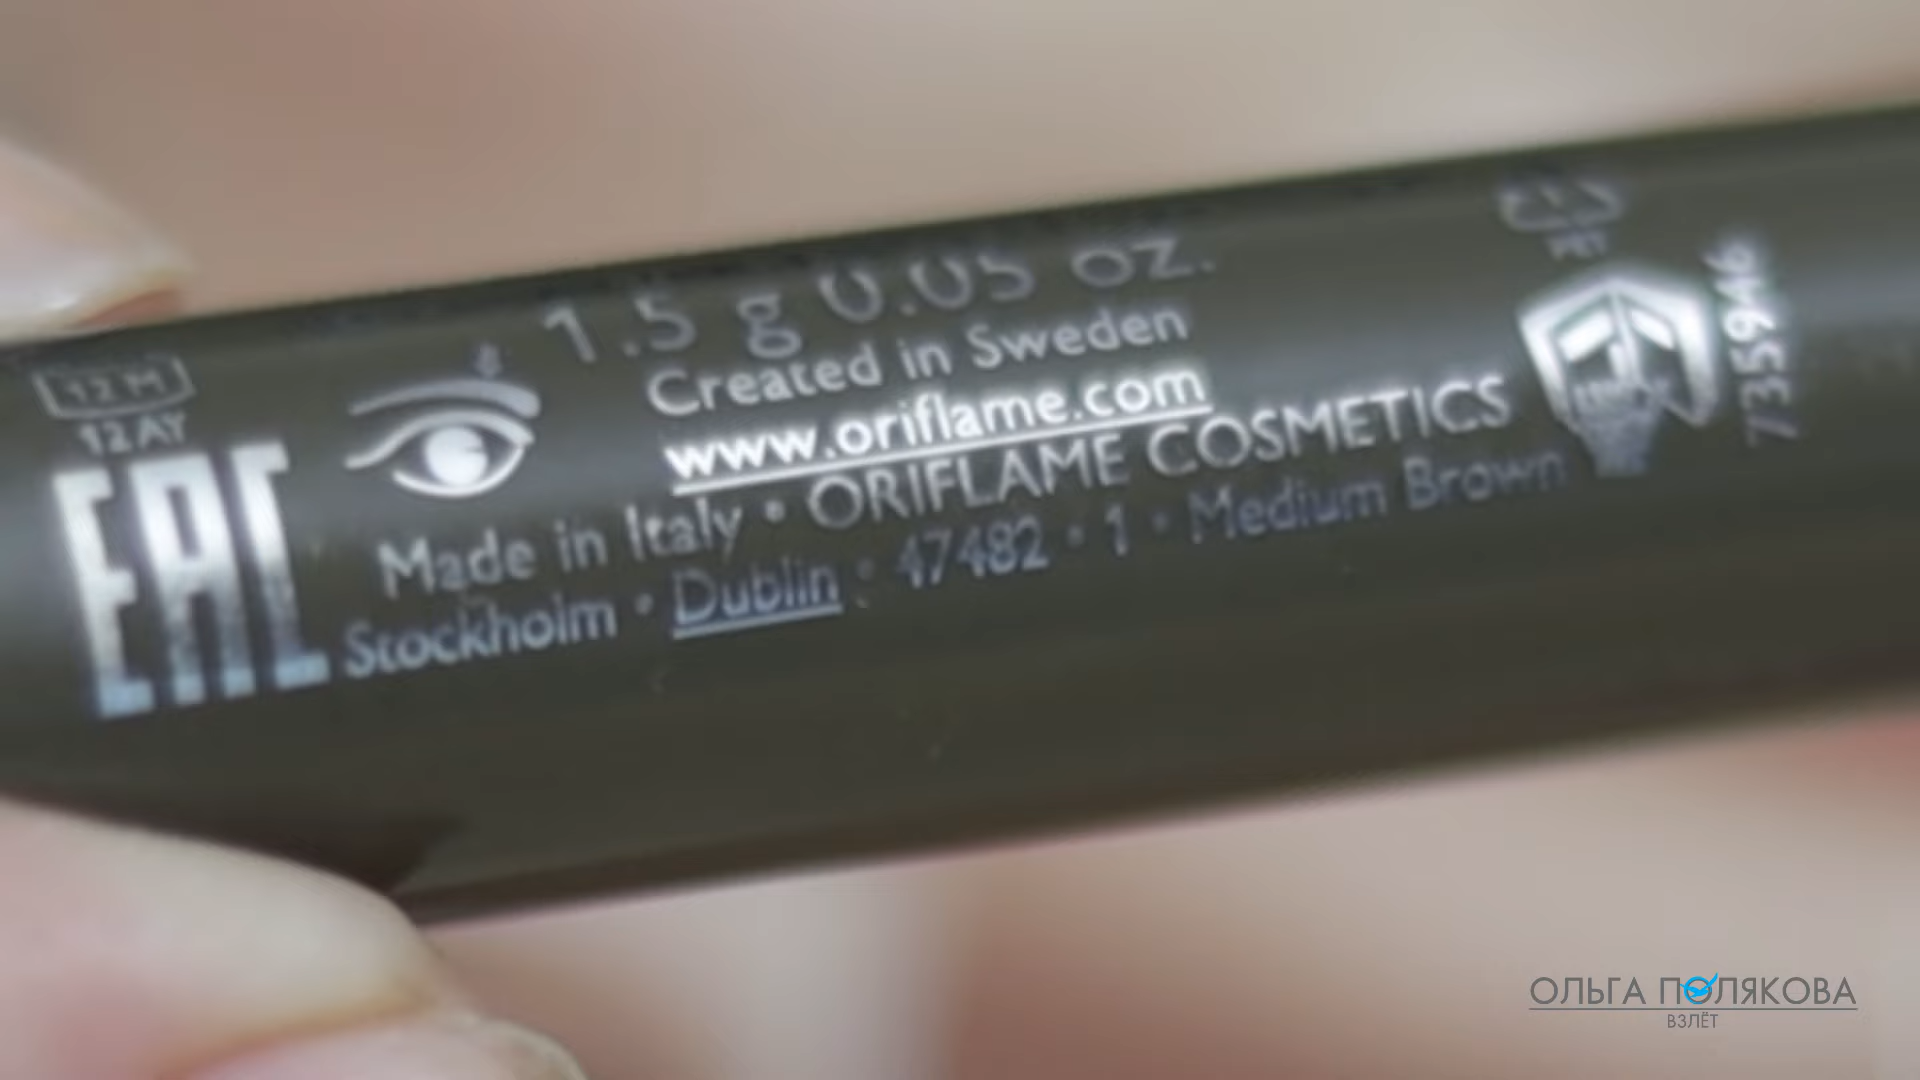 1.5 g 0.05 oz.
Created in Sweden
www.oriflame.com
Made in Italy • ORIFLAME COSMETICS
Stockholm • Dublin : 47482 • 1 • Medium Brown
12 M
12 AY
EAC
PET
735946
ОЛЬГА ПОЛЯКОВА
ВЗЛЁТ